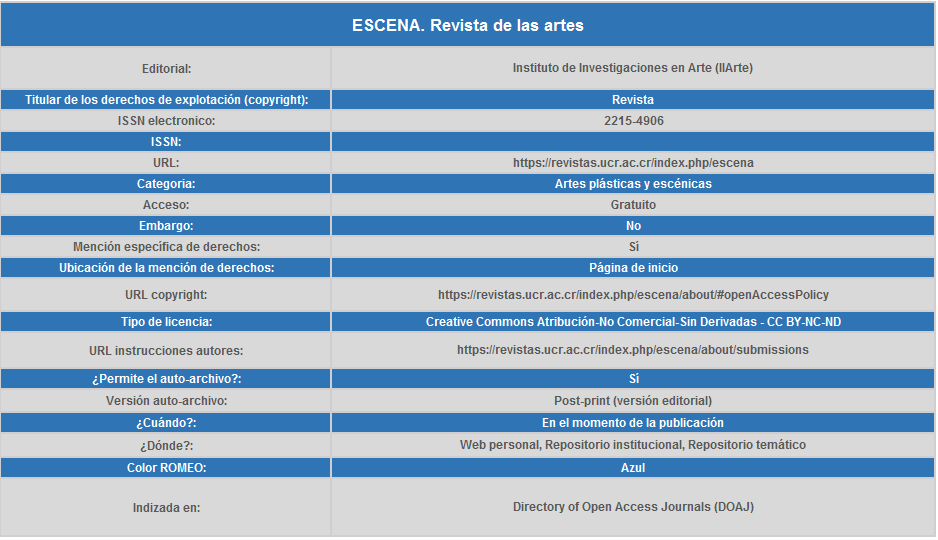 ESCENA. Revista de las artes
Editorial: Instituto de Investigaciones en Arte (IIArte)
Titular de los derechos de explotación (copyright): Revista
ISSN electronico: 2215-4906
ISSN:
URL: https://revistas.ucr.ac.cr/index.php/escena
Categoria: Artes plásticas y escénicas
Acceso: Gratuito
Embargo: No
Mención específica de derechos: Sí
Ubicación de la mención de derechos: Página de inicio
URL copyright: https://revistas.ucr.ac.cr/index.php/escena/about/#openAccessPolicy
Tipo de licencia: Creative Commons Atribución-No Comercial-Sin Derivadas - CC BY-NC-ND
URL instrucciones autores: https://revistas.ucr.ac.cr/index.php/escena/about/submissions
¿Permite el auto-archivo?: Sí
Versión auto-archivo: Post-print (versión editorial)
¿Cuándo?: En el momento de la publicación
¿Dónde?: Web personal, Repositorio institucional, Repositorio temático
Color ROMEO: Azul
Indizada en: Directory of Open Access Journals (DOAJ)